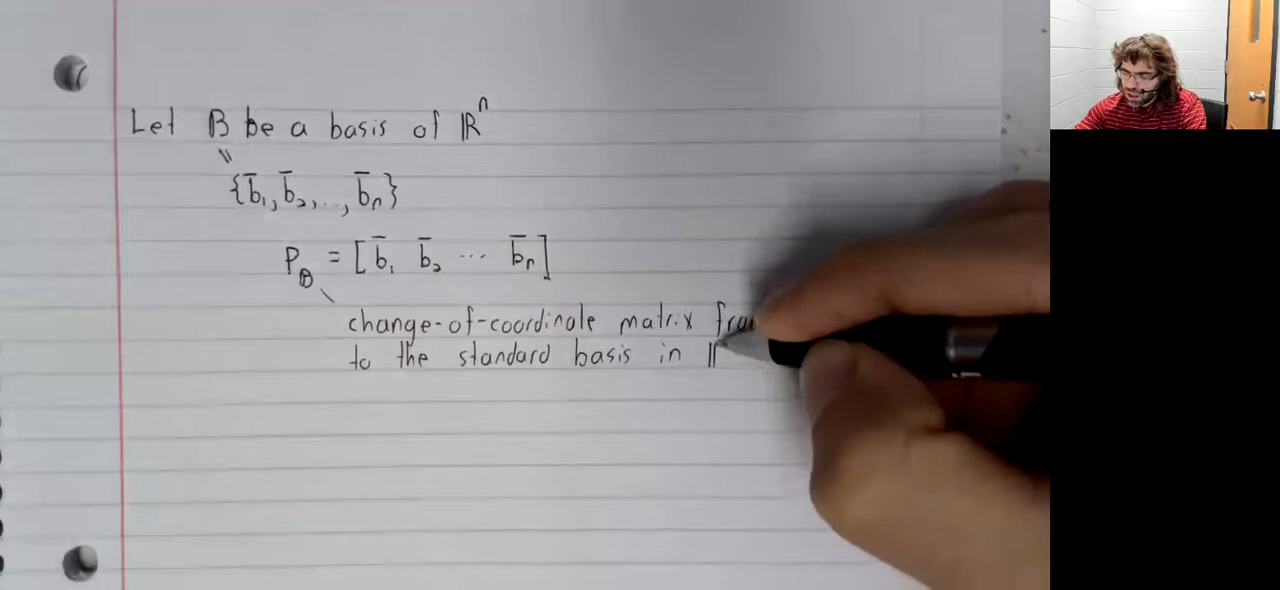 Let B be a basis of ℝⁿ
||
{b̄₁, b̄₂, ..., b̄ₙ}
P_B = [b̄₁ b̄₂ ⋯ b̄ₙ]
change-of-coordinate matrix
to the standard basis in